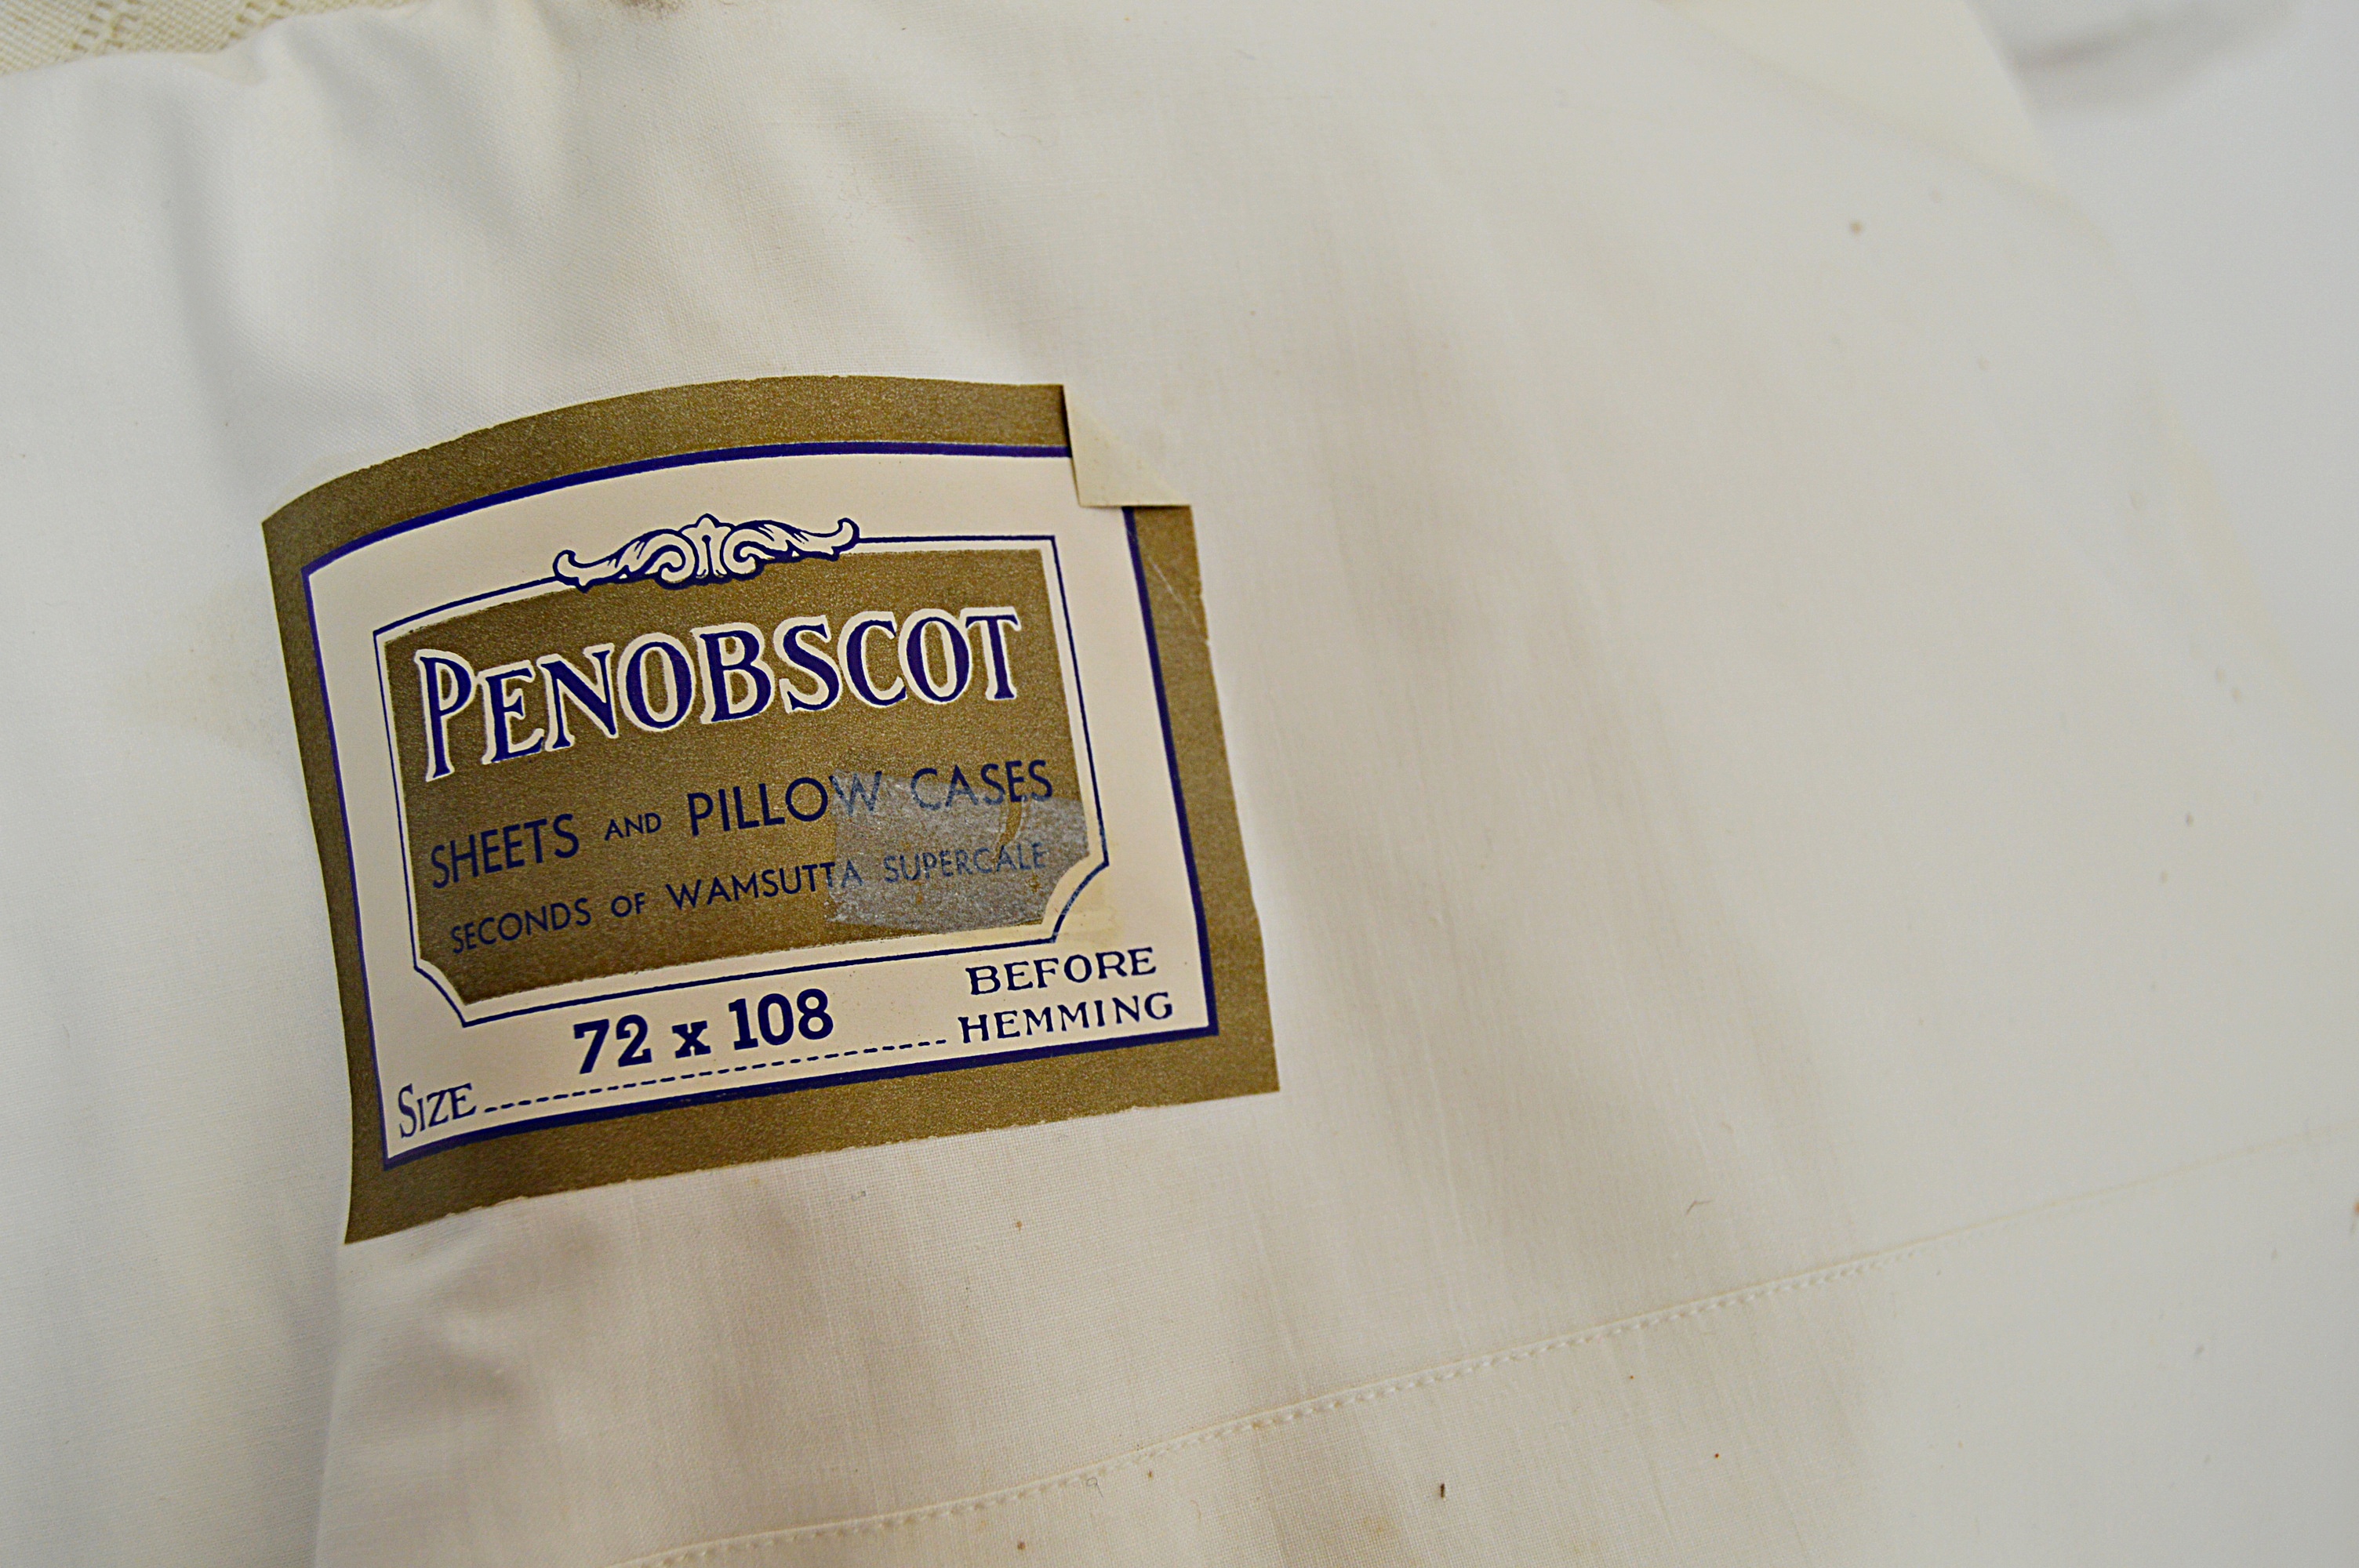 PENOBSCOT
SHEETS AND PILLOW CASES
SECONDS OF WAMSUTTA SUPERCALE
SIZE 72 x 108 BEFORE
HEMMING